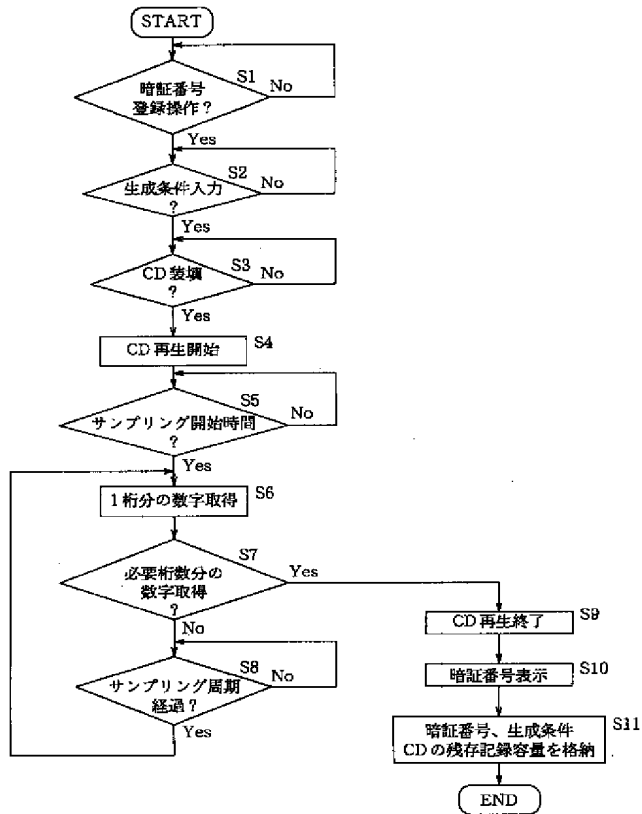 START
S1
暗証番号
登録操作？
No
Yes
S2
生成条件入力
？
No
Yes
S3
CD装填
？
No
Yes
CD再生開始
S4
S5
サンプリング開始時間
？
No
Yes
1桁分の数字取得
S6
S7
必要桁数分の
数字取得
？
Yes
No
S8
サンプリング周期
経過？
No
Yes
CD再生終了
S9
暗証番号表示
S10
暗証番号、生成条件
CDの残存記録容量を格納
S11
END